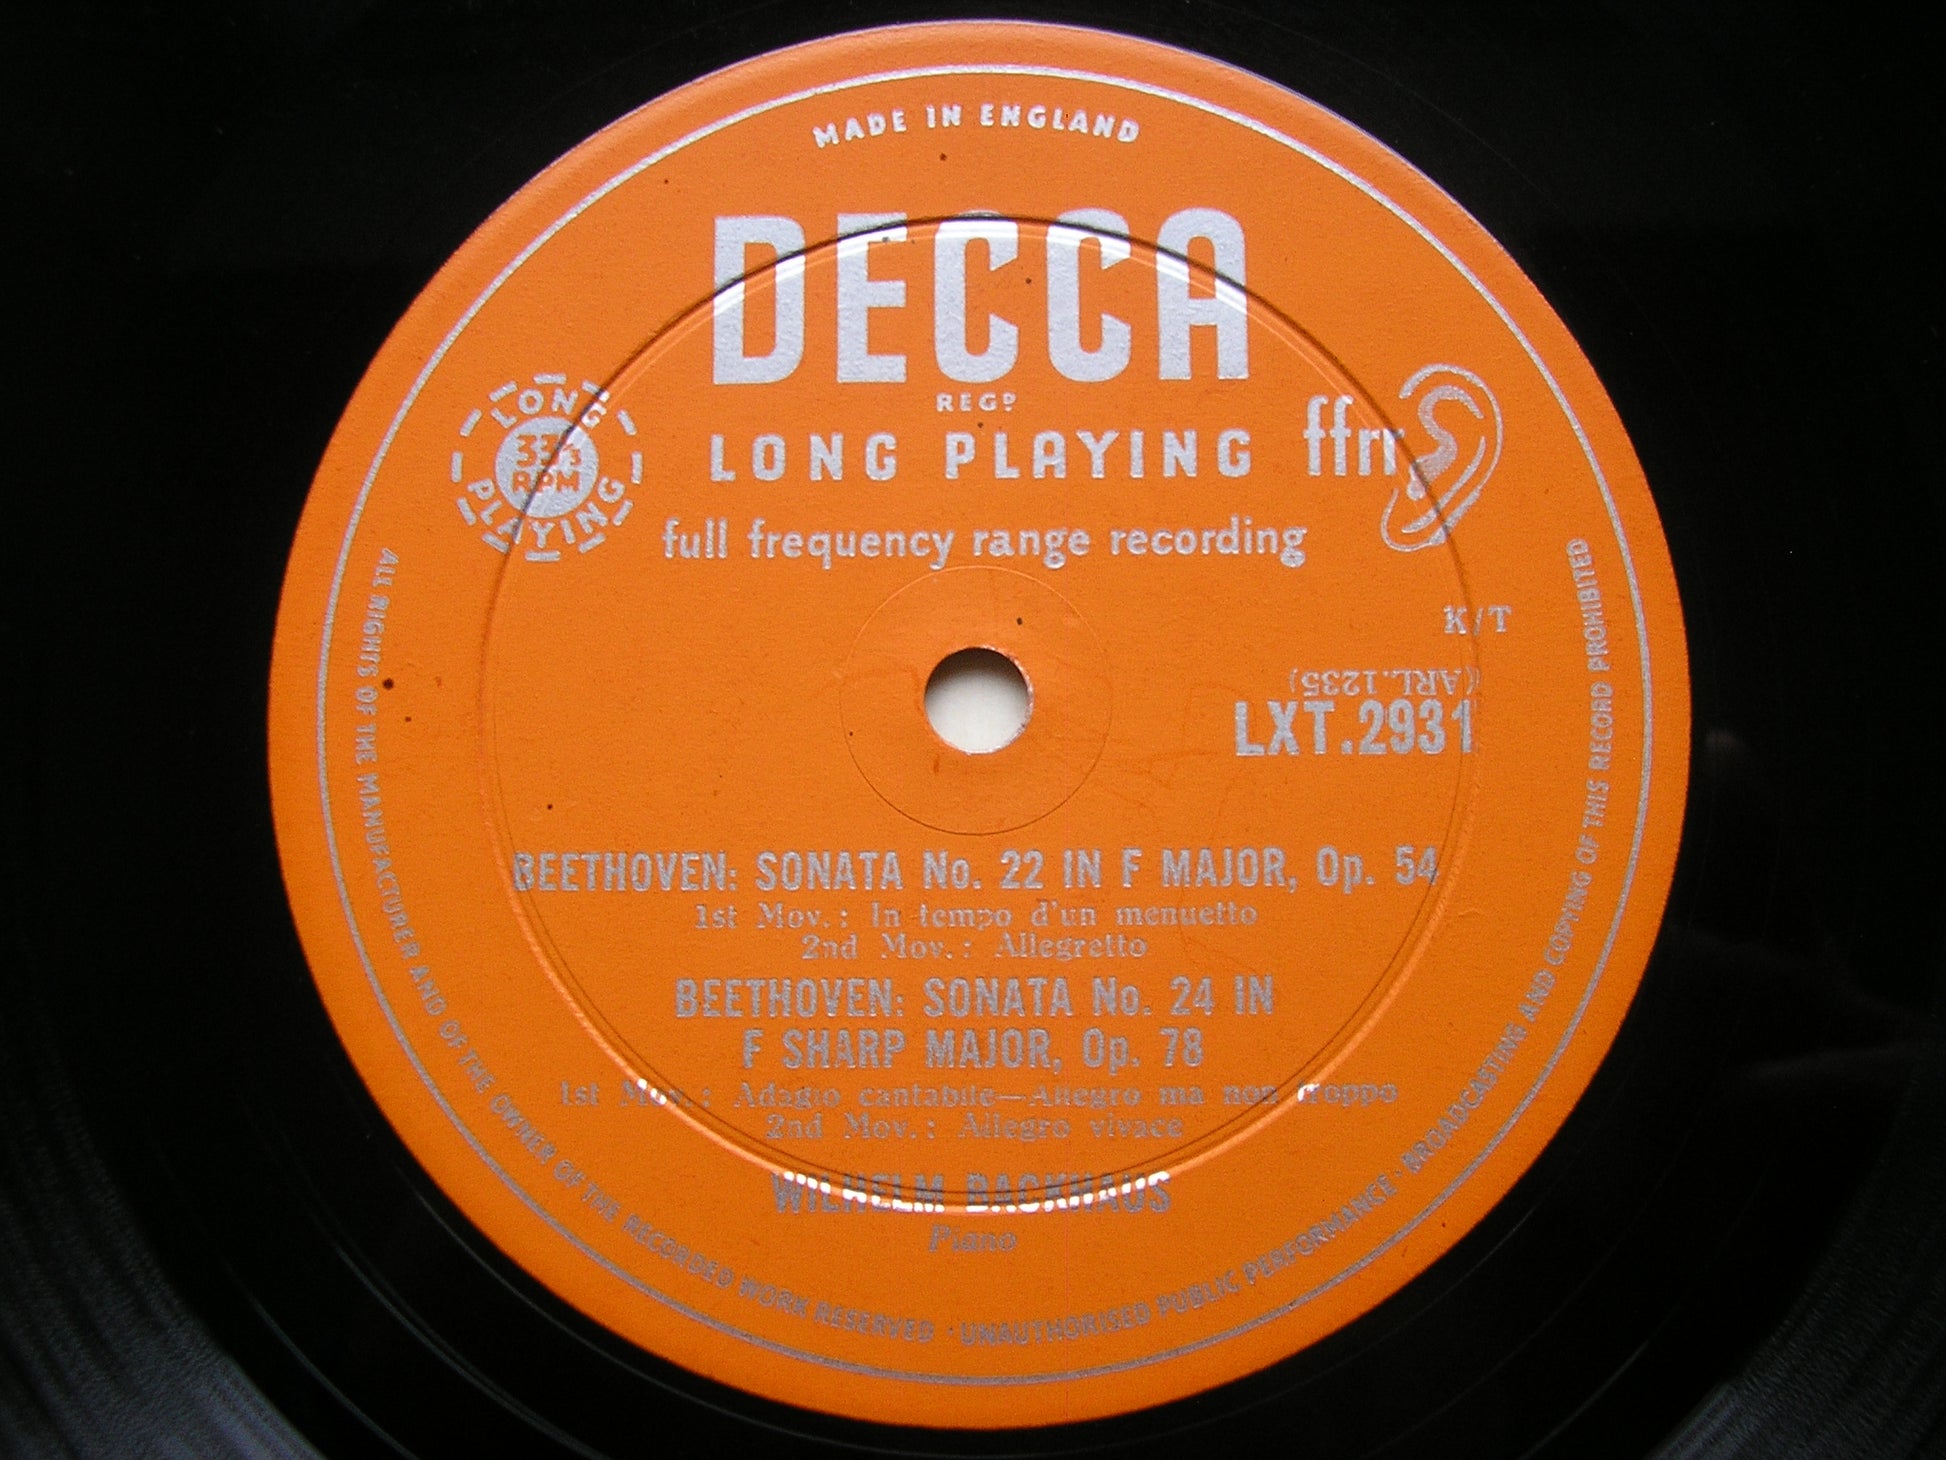 MADE IN ENGLAND
DECCA
REGD
LONG PLAYING
ffrr
LONG PLAYING
33⅓
RPM
full frequency range recording
K/T
(ARL.1235)
LXT.2931
BEETHOVEN: SONATA No. 22 IN F MAJOR, Op. 54
1st Mov.: In tempo d'un menuetto
2nd Mov.: Allegretto
BEETHOVEN: SONATA No. 24 IN
F SHARP MAJOR, Op. 78
1st Mov.: Adagio cantabile—Allegro ma non troppo
2nd Mov.: Allegro vivace
WILHELM BACKHAUS
Piano
ALL RIGHTS OF THE MANUFACTURER AND OF THE OWNER OF THE RECORDED WORK RESERVED · UNAUTHORISED PUBLIC PERFORMANCE · BROADCASTING AND COPYING OF THIS RECORD PROHIBITED